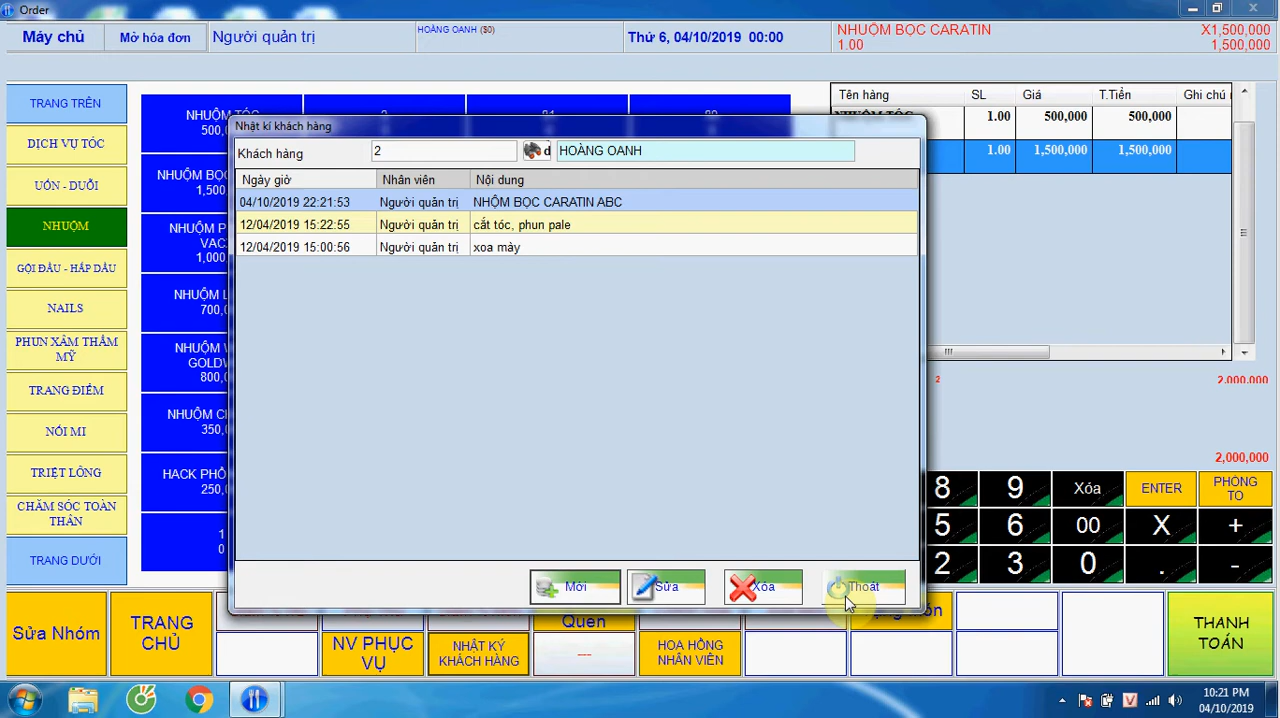 Order
Máy chủ
Mở hóa đơn
Người quản trị
HOÀNG OANH ($0)
Thứ 6, 04/10/2019 00:00
NHUỘM BỌC CARATIN
1.00
X1,500,000
1,500,000
TRANG TRÊN
DỊCH VỤ TÓC
UỐN - DUỖI
NHUỘM
GỘI ĐẦU - HẤP DẦU
NAILS
PHUN XĂM THẨM
MỸ
TRANG ĐIỂM
NỐI MI
TRIỆT LÔNG
CHĂM SÓC TOÀN
THÂN
TRANG DƯỚI
Tên hàng SL Giá T.Tiền Ghi chú
1.00 500,000 500,000
1.00 1,500,000 1,500,000
Nhật kí khách hàng
Khách hàng 2 d HOÀNG OANH
Ngày giờ Nhân viên Nội dung
04/10/2019 22:21:53 Người quản trị NHỘM BỌC CARATIN ABC
12/04/2019 15:22:55 Người quản trị cắt tóc, phun pale
12/04/2019 15:00:56 Người quản trị xoa mày
Mới Sửa Xóa Thoát
2
2,000,000
2,000,000
8 9 Xóa ENTER
PHÓNG
TO
5 6 00 X +
2 3 0 . -
Sửa Nhóm
TRANG
CHỦ
NV PHỤC
VỤ
NHẬT KÝ
KHÁCH HÀNG
Quen
---
HOA HỒNG
NHÂN VIÊN
THANH
TOÁN
V
10:21 PM
04/10/2019